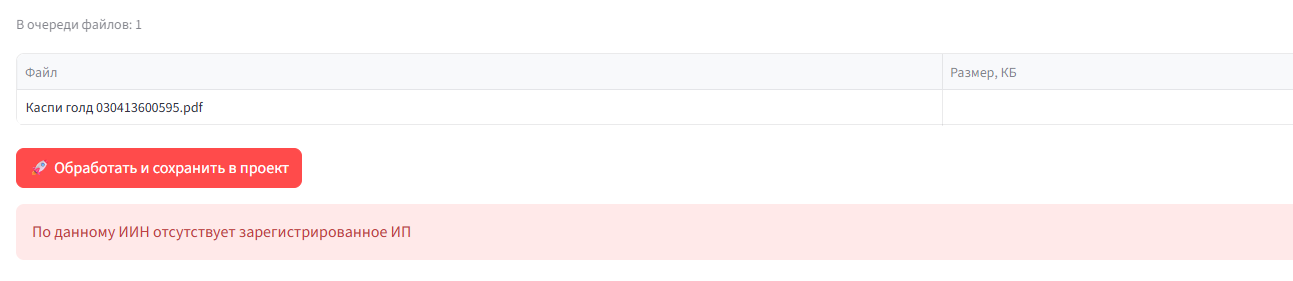 В очереди файлов: 1
Файл Размер, КБ
Каспи голд 030413600595.pdf
🚀 Обработать и сохранить в проект
По данному ИИН отсутствует зарегистрированное ИП